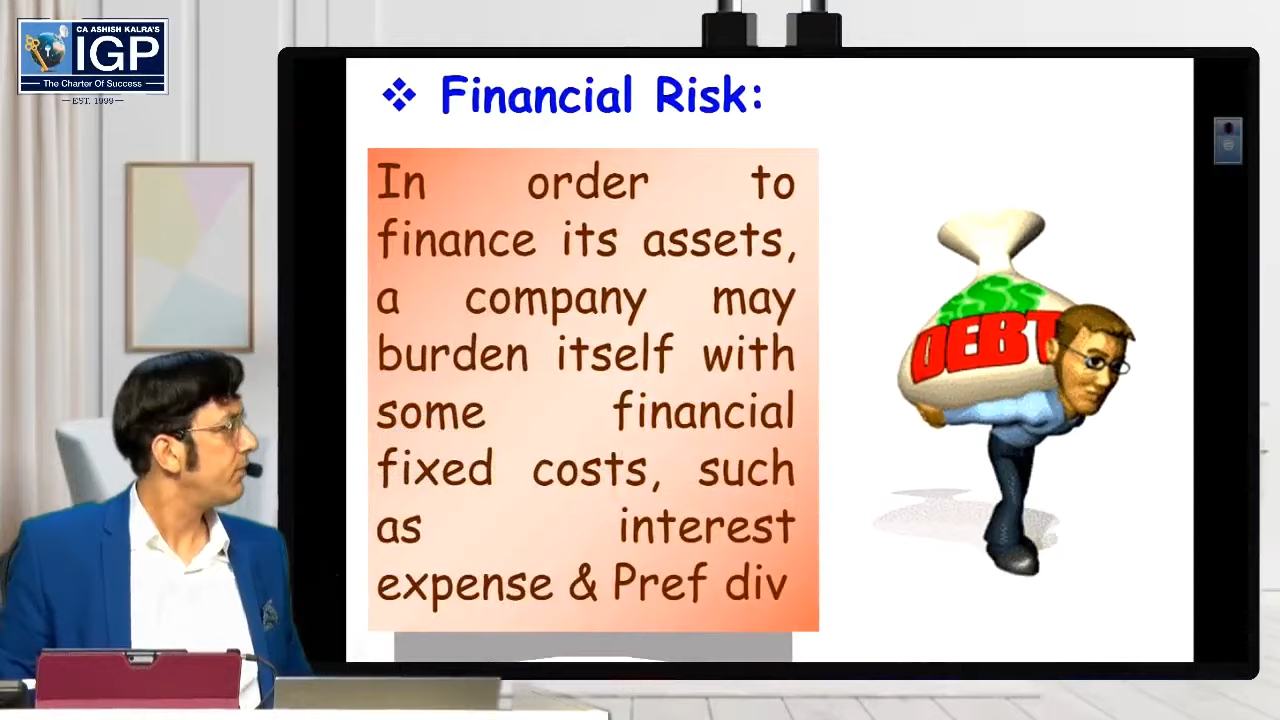 CA ASHISH KALRA'S
IGP
The Charter Of Success
EST. 1999
❖ Financial Risk:
In order to
finance its assets,
a company may
burden itself with
some financial
fixed costs, such
as interest
expense & Pref div
$$$
DEBT